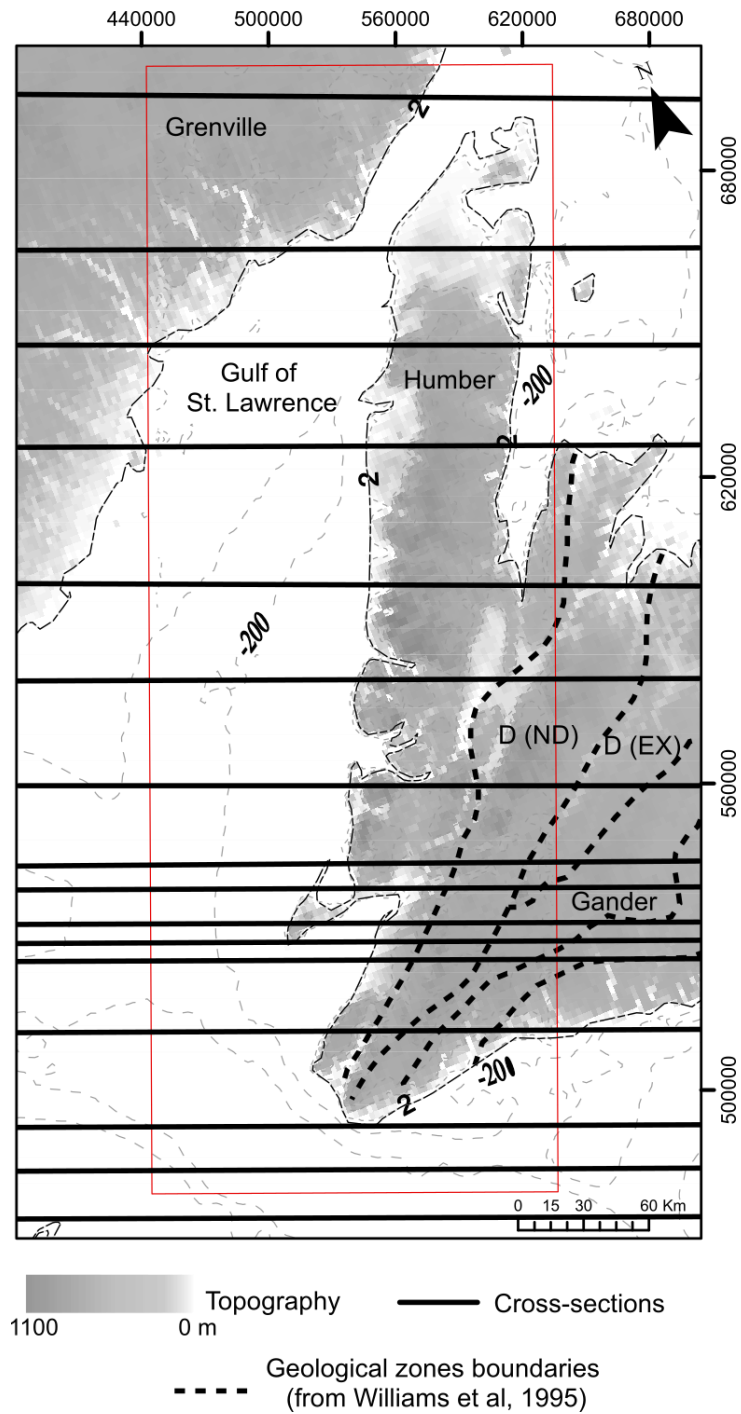 440000 500000 560000 620000 680000
N
2
Grenville
680000
Gulf of
St. Lawrence
Humber
-200
2
2
620000
-200
D (ND)
D (EX)
560000
Gander
-200
2
500000
0 15 30 60 Km
1100 0 m
Topography
Cross-sections
Geological zones boundaries
(from Williams et al, 1995)